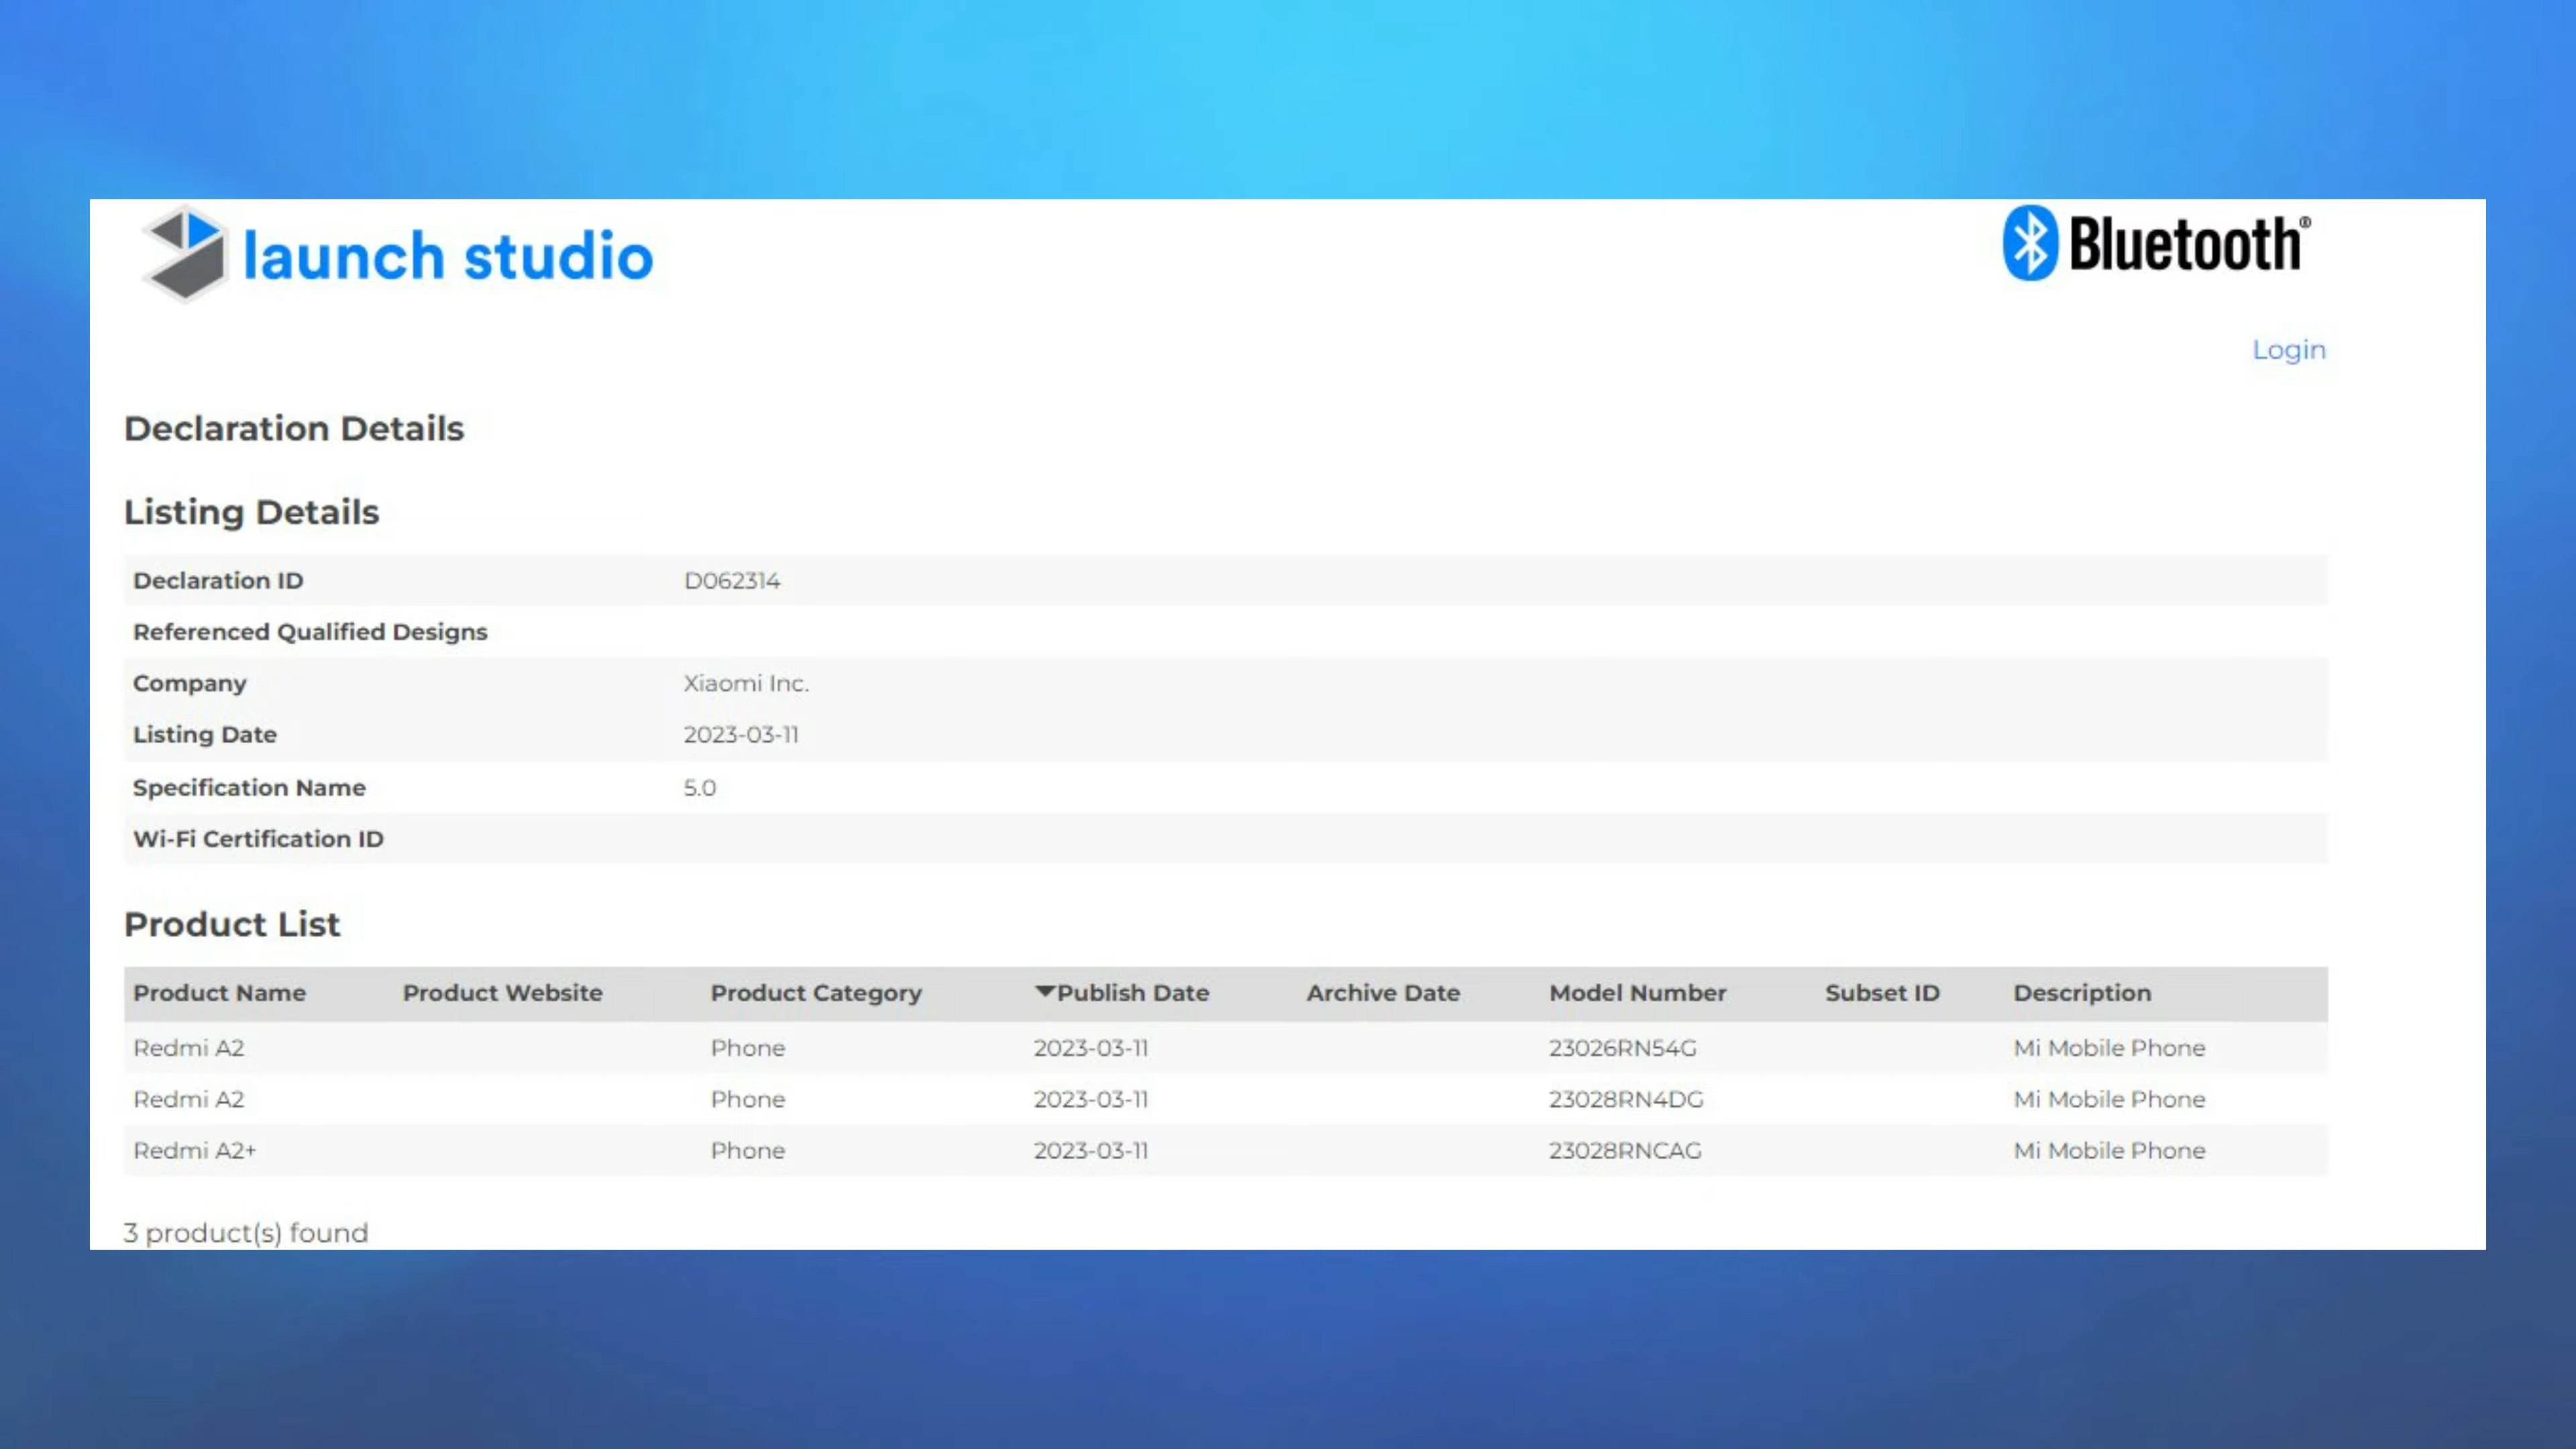 launch studio
Bluetooth®
Login
Declaration Details
Listing Details
Declaration ID D062314
Referenced Qualified Designs
Company Xiaomi Inc.
Listing Date 2023-03-11
Specification Name 5.0
Wi-Fi Certification ID
Product List
Product Name Product Website Product Category Publish Date Archive Date Model Number Subset ID Description
Redmi A2 Phone 2023-03-11 23026RN54G Mi Mobile Phone
Redmi A2 Phone 2023-03-11 23028RN4DG Mi Mobile Phone
Redmi A2+ Phone 2023-03-11 23028RNCAG Mi Mobile Phone
3 product(s) found